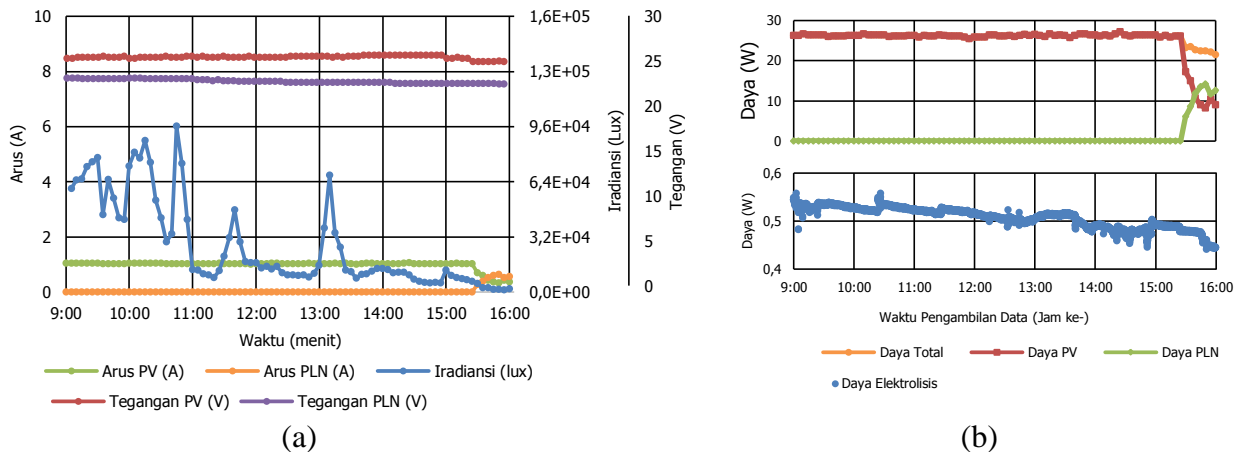 10
8
6
4
2
0
Arus (A)
1,6E+05
1,3E+05
9,6E+04
6,4E+04
3,2E+04
0,0E+00
Iradiansi (Lux)
Tegangan (V)
30
25
20
15
10
5
0
9:00 10:00 11:00 12:00 13:00 14:00 15:00 16:00
Waktu (menit)
Arus PV (A) Arus PLN (A) Iradiansi (lux)
Tegangan PV (V) Tegangan PLN (V)
(a)
30
20
10
0
Daya (W)
0,6
0,5
0,4
Daya (W)
9:00 10:00 11:00 12:00 13:00 14:00 15:00 16:00
Waktu Pengambilan Data (Jam ke-)
Daya Total Daya PV Daya PLN
Daya Elektrolisis
(b)